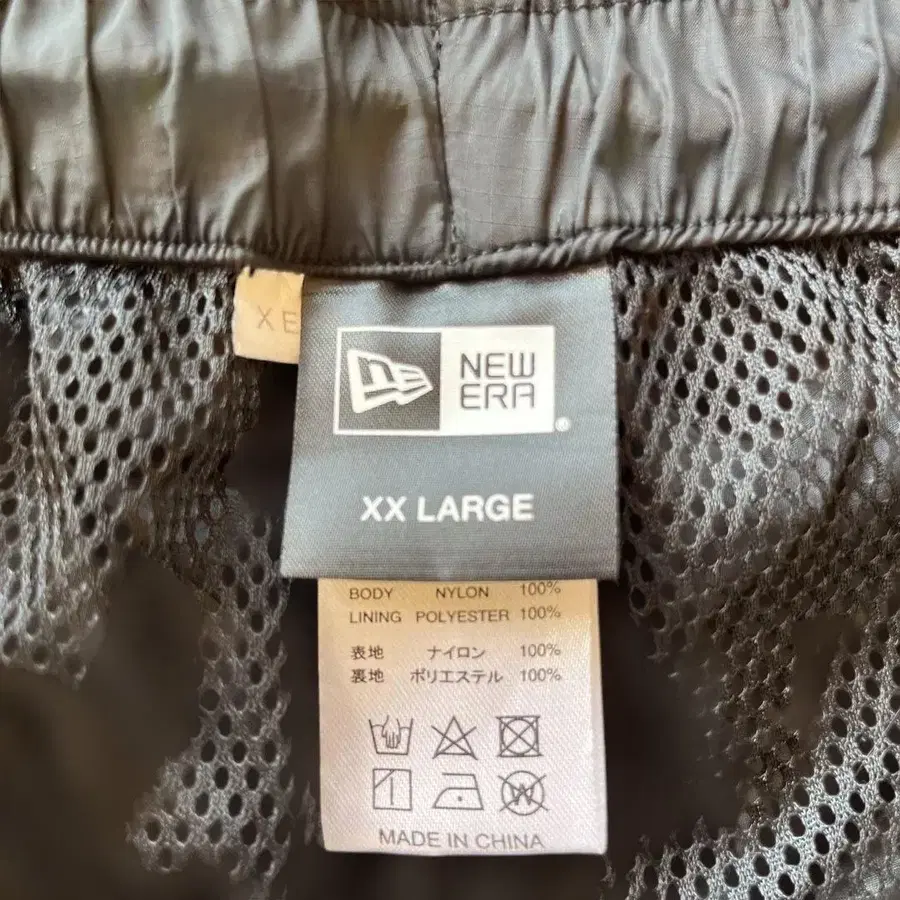 XE
NEW
ERA
XX LARGE
BODY NYLON 100%
LINING POLYESTER 100%
表地 ナイロン 100%
裏地 ポリエステル 100%
W
MADE IN CHINA